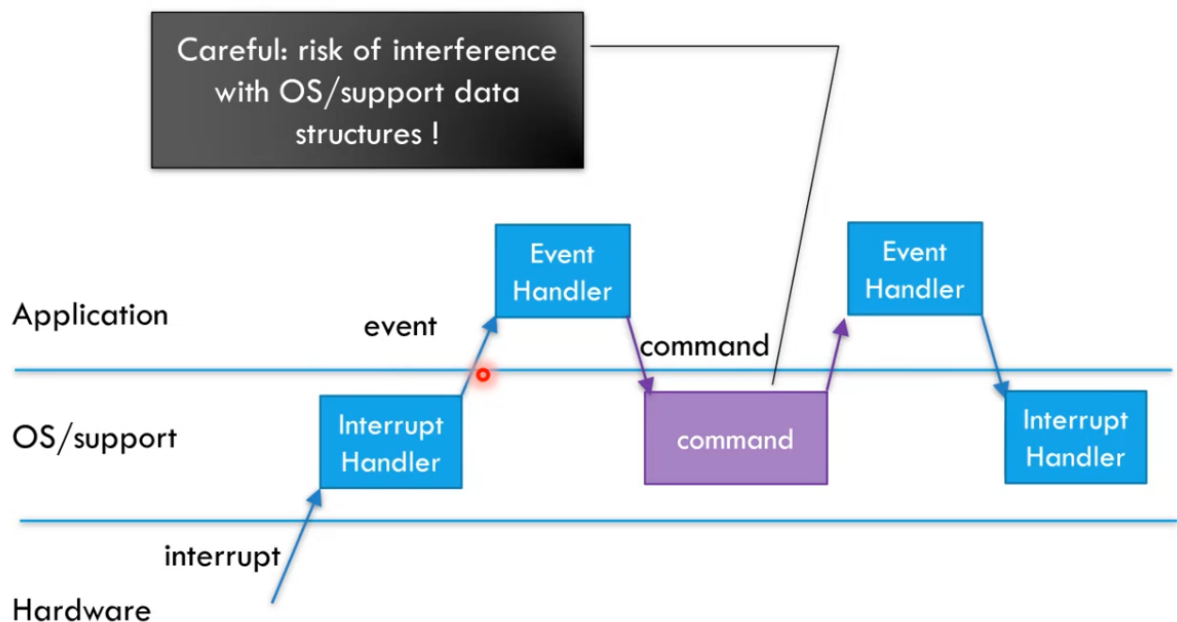 Careful: risk of interference
with OS/support data
structures !
Event
Handler
Event
Handler
Application
event
command
OS/support
Interrupt
Handler
command
Interrupt
Handler
interrupt
Hardware